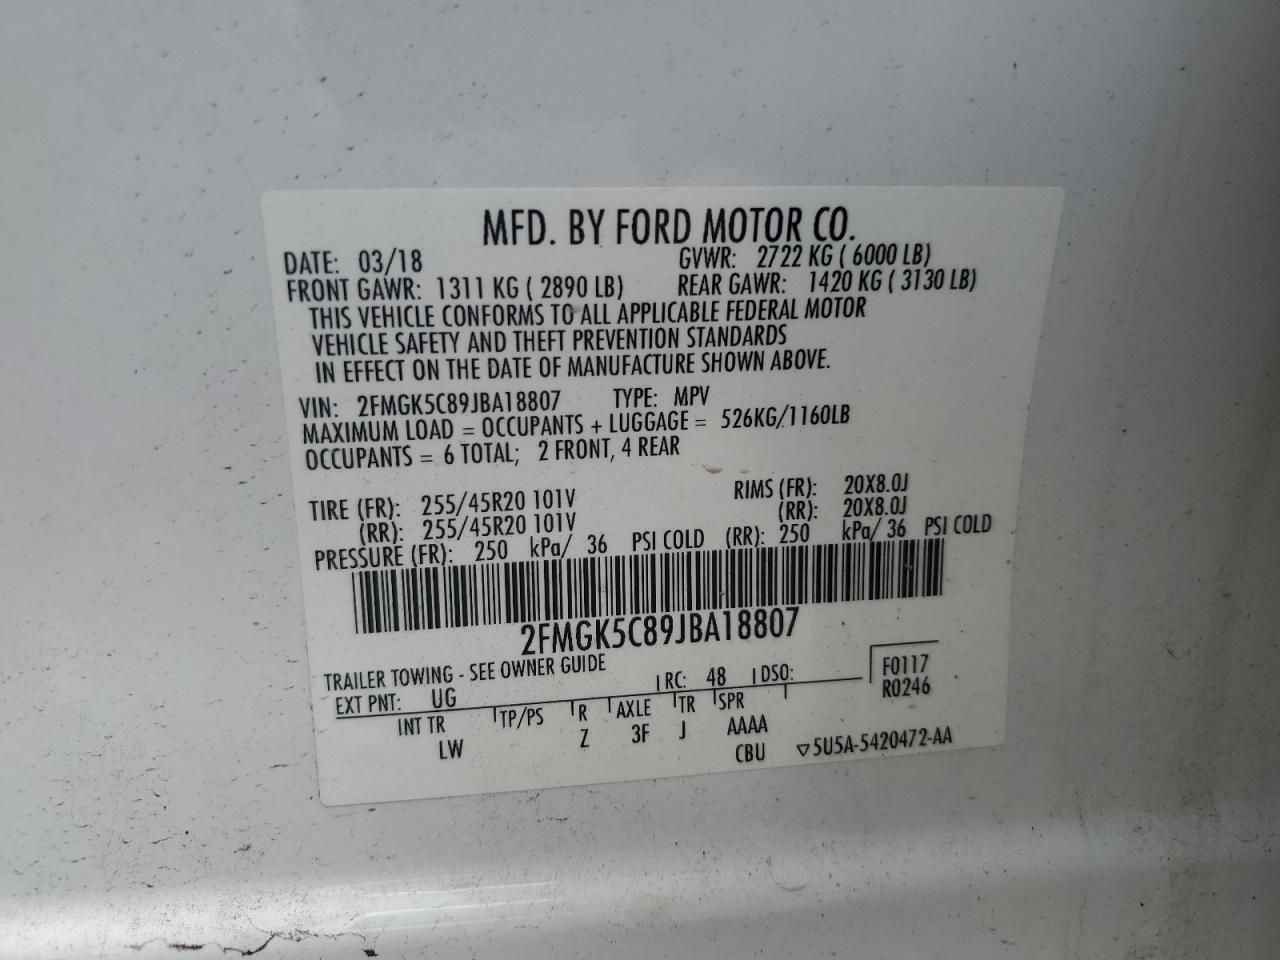 MFD. BY FORD MOTOR CO.
DATE: 03/18 GVWR: 2722 KG ( 6000 LB)
FRONT GAWR: 1311 KG ( 2890 LB) REAR GAWR: 1420 KG ( 3130 LB)
THIS VEHICLE CONFORMS TO ALL APPLICABLE FEDERAL MOTOR
VEHICLE SAFETY AND THEFT PREVENTION STANDARDS
IN EFFECT ON THE DATE OF MANUFACTURE SHOWN ABOVE.
VIN: 2FMGK5C89JBA18807 TYPE: MPV
MAXIMUM LOAD = OCCUPANTS + LUGGAGE = 526KG/1160LB
OCCUPANTS = 6 TOTAL; 2 FRONT, 4 REAR
TIRE (FR): 255/45R20 101V RIMS (FR): 20X8.0J
(RR): 255/45R20 101V (RR): 20X8.0J
PRESSURE (FR): 250 kPa/ 36 PSI COLD (RR): 250 kPa/ 36 PSI COLD
2FMGK5C89JBA18807
TRAILER TOWING - SEE OWNER GUIDE
EXT PNT: UG RC: 48 DSO: F0117
R0246
INT TR TP/PS R AXLE TR SPR
LW Z 3F J AAAA
CBU ▽5U5A-5420472-AA